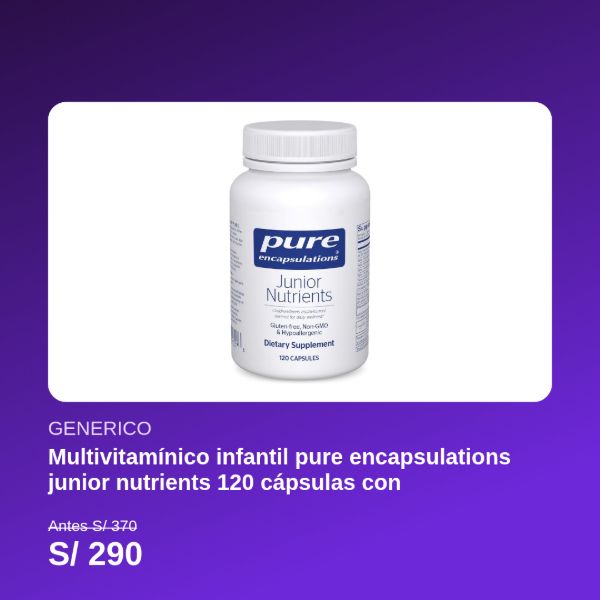 pure
encapsulations
Junior
Nutrients
Gluten-free, Non-GMO
& Hypoallergenic
Dietary Supplement
120 CAPSULES
GENERICO
Multivitamínico infantil pure encapsulations
junior nutrients 120 cápsulas con
Antes S/ 370
S/ 290